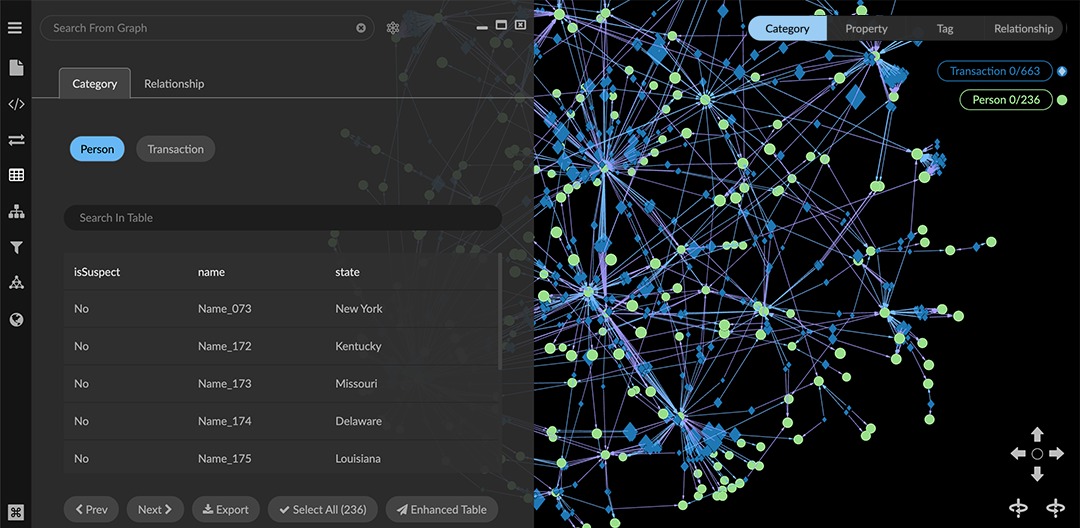 Search From Graph
Category Property Tag Relationship
Transaction 0/663
Person 0/236
Category Relationship
Person Transaction
Search In Table
isSuspect name state
No Name_073 New York
No Name_172 Kentucky
No Name_173 Missouri
No Name_174 Delaware
No Name_175 Louisiana
Prev Next Export Select All (236) Enhanced Table